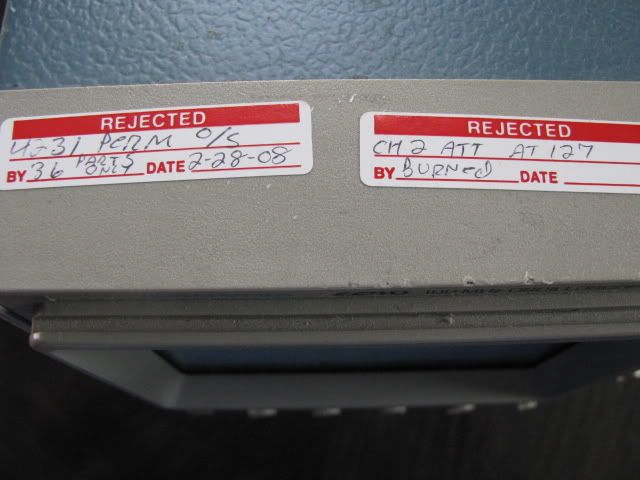 REJECTED
4231 PERM O/S
PARTS ONLY
BY 36 DATE 2-28-08
REJECTED
CH 2 ATT AT 127
BY BURNED DATE